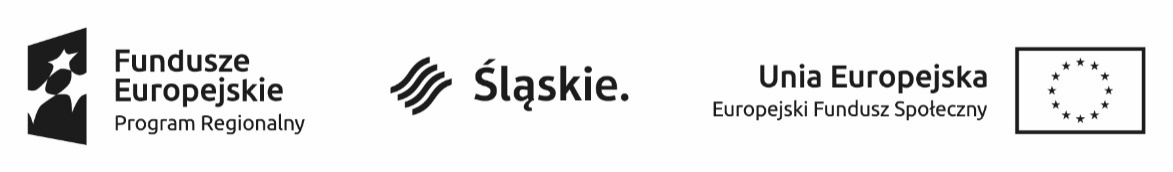 Fundusze
Europejskie
Program Regionalny
Śląskie.
Unia Europejska
Europejski Fundusz Społeczny